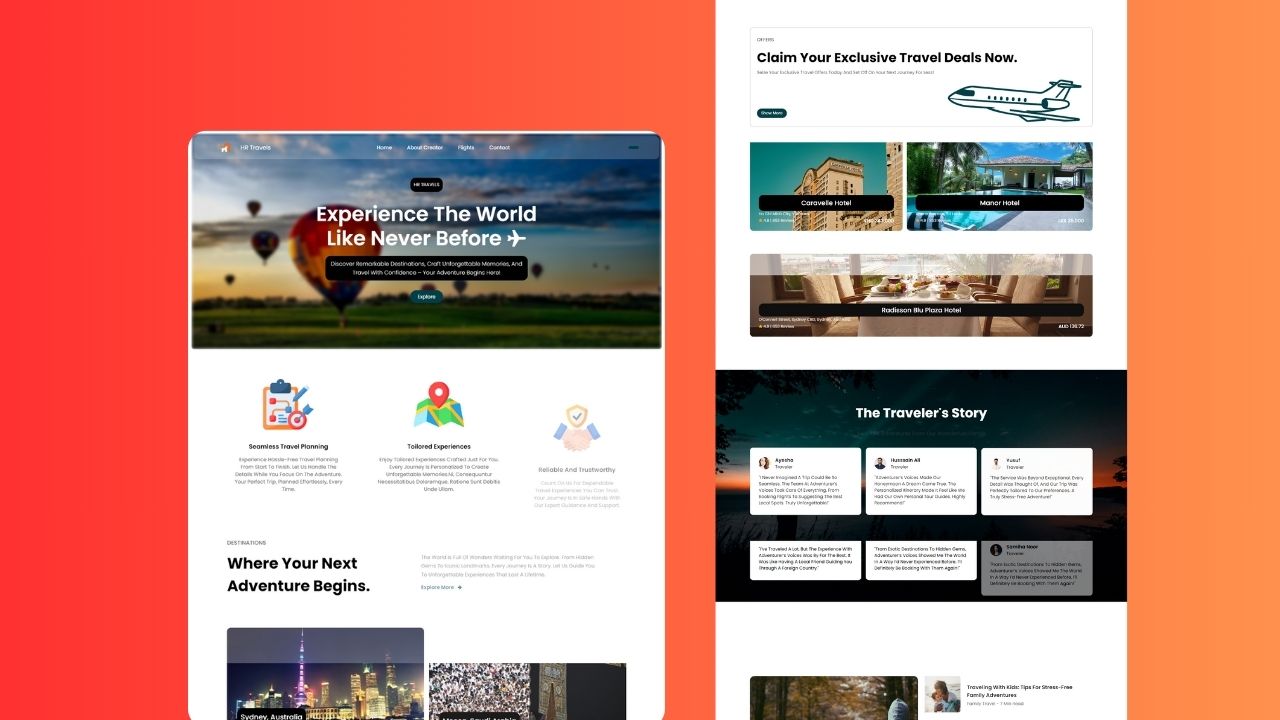 HR Travels
Home
About Creator
Flights
Contact
HR TRAVELS
Experience The World
Like Never Before
Discover Remarkable Destinations, Craft Unforgettable Memories, And
Travel With Confidence – Your Adventure Begins Here!
Explore
Seamless Travel Planning
Experience Hassle-Free Travel Planning
From Start To Finish. Let Us Handle The
Details While You Focus On The Adventure.
Your Perfect Trip, Planned Effortlessly, Every
Time.
Tailored Experiences
Enjoy Tailored Experiences Crafted Just For You.
Every Journey Is Personalized To Create
Unforgettable Memories.Ni, Consequuntur
Necessitatibus Doloremque, Ratione Sunt Debitis
Unde Ullam.
Reliable And Trustworthy
Count On Us For Dependable
Travel Experiences You Can Trust.
Your Journey Is In Safe Hands With
Our Expert Guidance And Support.
DESTINATIONS
Where Your Next
Adventure Begins.
The World Is Full Of Wonders Waiting For You To Explore. From Hidden
Gems To Iconic Landmarks, Every Journey Is A Story. Let Us Guide You
To Unforgettable Experiences That Last A Lifetime.
Explore More
Sydney, Australia
OFFERS
Claim Your Exclusive Travel Deals Now.
Seize Your Exclusive Travel Offers Today And Set Off On Your Next Journey For Less!
Show More
Caravelle Hotel
Manor Hotel
Radisson Blu Plaza Hotel
O'Connell Street, Sydney CBD, Sydney,
AUD 136.72
The Traveler's Story
Aynsha
Traveler
"I Never Imagined A Trip Could Be So
Seamless. The Team At Adventurer's
Voices Took Care Of Everything, From
Booking Flights To Suggesting The Best
Local Spots. Truly Unforgettable!"
Hussnain Ali
Traveler
"Adventurer's Voices Made Our
Honeymoon A Dream Come True. The
Personalized Itinerary Made It Feel Like We
Had Our Own Personal Tour Guides. Highly
Recommend!"
Yusuf
Traveler
"The Service Was Beyond Exceptional. Every
Detail Was Thought Of, And Our Trip Was
Perfectly Tailored To Our Preferences. A
Truly Stress-Free Adventure!"
"I've Traveled A Lot, But The Experience With
Adventurer's Voices Was By Far The Best. It
Was Like Having A Local Friend Guiding You
Through A Foreign Country."
"From Exotic Destinations To Hidden Gems,
Adventurer's Voices Showed Me The World
In A Way I'd Never Experienced Before. I'll
Definitely Be Booking With Them Again!"
Samiha Noor
Traveler
"From Exotic Destinations To Hidden Gems,
Adventurer's Voices Showed Me The World
In A Way I'd Never Experienced Before. I'll
Definitely Be Booking With Them Again!"
Traveling With Kids: Tips For Stress-Free
Family Adventures
Family Travel - 7 Min Read